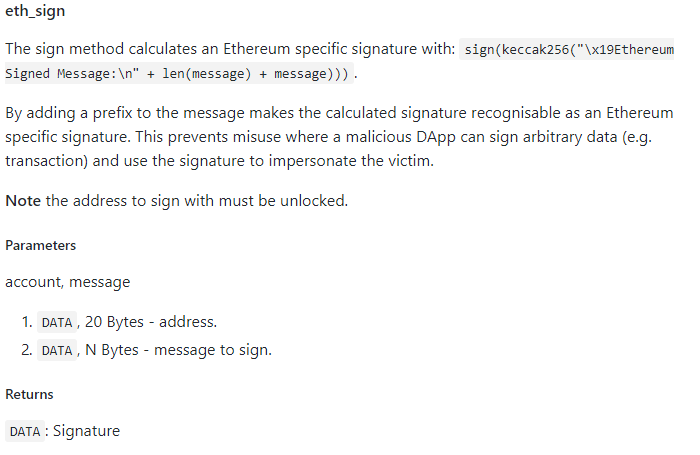 eth_sign
The sign method calculates an Ethereum specific signature with: sign(keccak256("\x19Ethereum
Signed Message:\n" + len(message) + message))).
By adding a prefix to the message makes the calculated signature recognisable as an Ethereum
specific signature. This prevents misuse where a malicious DApp can sign arbitrary data (e.g.
transaction) and use the signature to impersonate the victim.
Note the address to sign with must be unlocked.
Parameters
account, message
1. DATA , 20 Bytes - address.
2. DATA , N Bytes - message to sign.
Returns
DATA : Signature